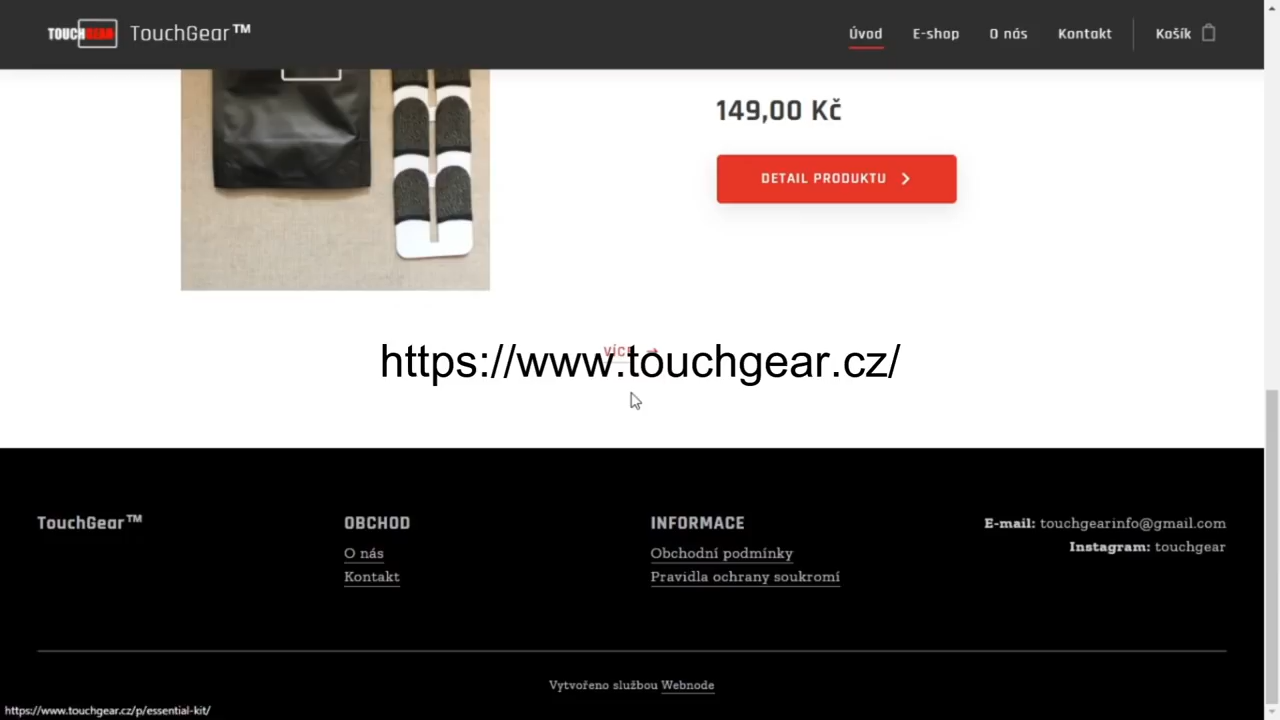 TOUCHGEAR TouchGear™
Úvod E-shop O nás Kontakt Košík
149,00 Kč
DETAIL PRODUKTU
VÍCE
https://www.touchgear.cz/
TouchGear™
OBCHOD
O nás
Kontakt
INFORMACE
Obchodní podmínky
Pravidla ochrany soukromí
E-mail: touchgearinfo@gmail.com
Instagram: touchgear
Vytvořeno službou Webnode
https://www.touchgear.cz/p/essential-kit/